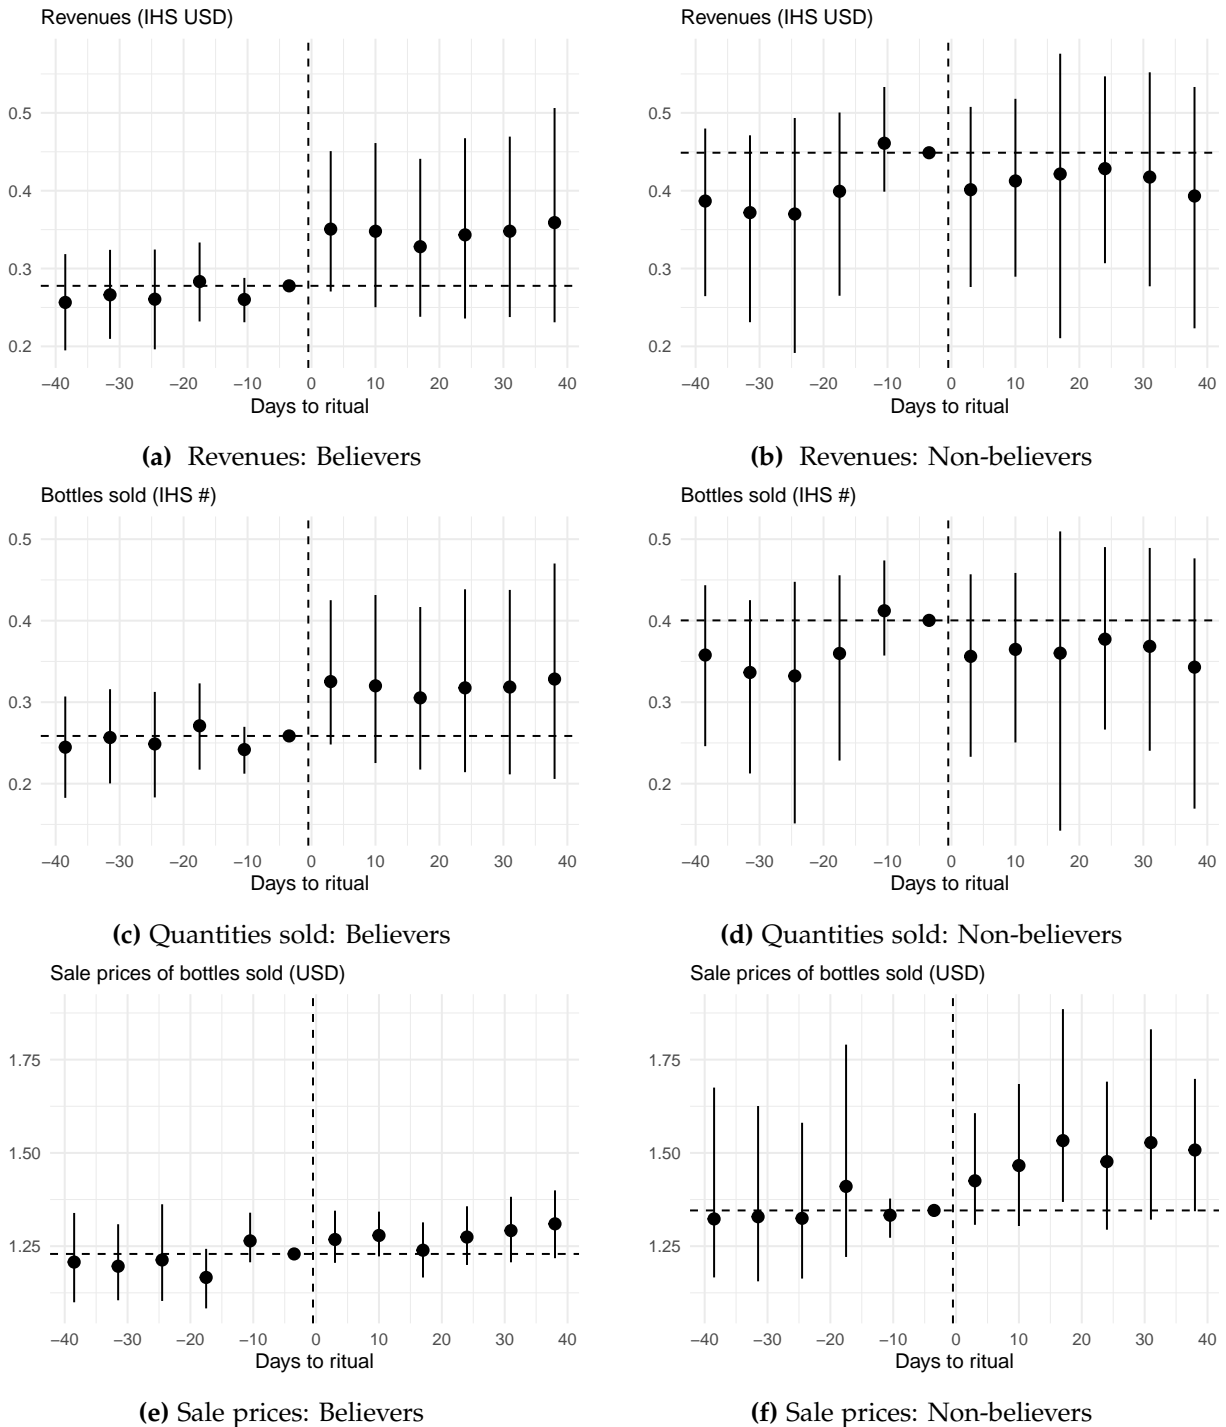 Revenues (IHS USD)
0.5
0.4
0.3
0.2
−40 −30 −20 −10 0 10 20 30 40
Days to ritual
(a) Revenues: Believers
Revenues (IHS USD)
0.5
0.4
0.3
0.2
−40 −30 −20 −10 0 10 20 30 40
Days to ritual
(b) Revenues: Non-believers
Bottles sold (IHS #)
0.5
0.4
0.3
0.2
−40 −30 −20 −10 0 10 20 30 40
Days to ritual
(c) Quantities sold: Believers
Bottles sold (IHS #)
0.5
0.4
0.3
0.2
−40 −30 −20 −10 0 10 20 30 40
Days to ritual
(d) Quantities sold: Non-believers
Sale prices of bottles sold (USD)
1.75
1.50
1.25
−40 −30 −20 −10 0 10 20 30 40
Days to ritual
(e) Sale prices: Believers
Sale prices of bottles sold (USD)
1.75
1.50
1.25
−40 −30 −20 −10 0 10 20 30 40
Days to ritual
(f) Sale prices: Non-believers